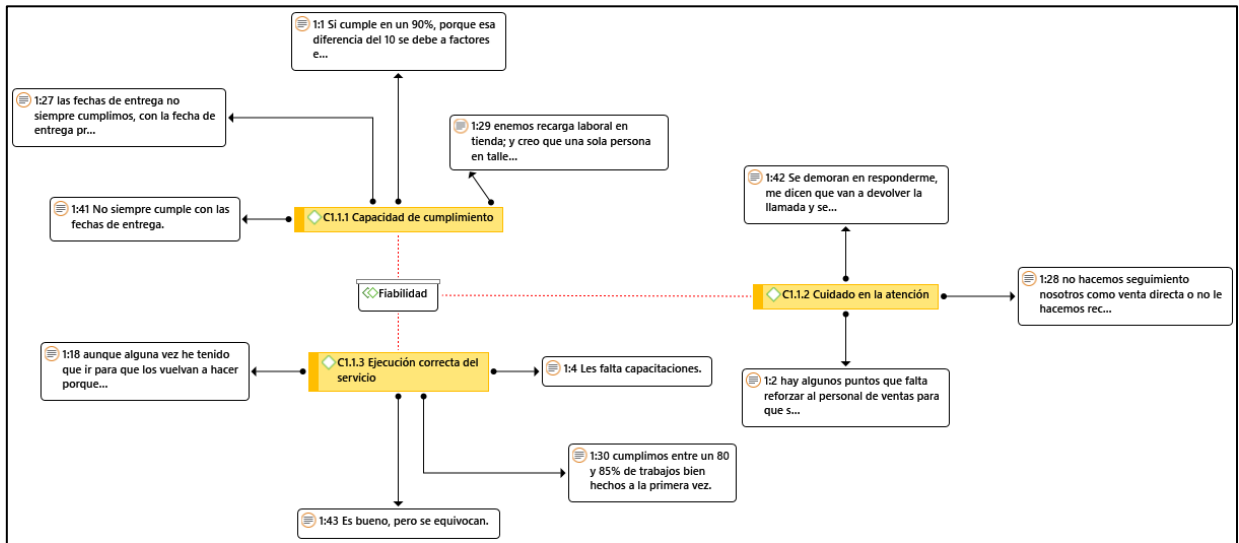 1:1 Si cumple en un 90%, porque esa
diferencia del 10 se debe a factores
e...
1:27 las fechas de entrega no
siempre cumplimos, con la fecha de
entrega pr...
1:29 enemos recarga laboral en
tienda; y creo que una sola persona
en talle...
1:41 No siempre cumple con las
fechas de entrega.
C1.1.1 Capacidad de cumplimiento
1:42 Se demoran en responderme,
me dicen que van a devolver la
llamada y se...
Fiabilidad
C1.1.2 Cuidado en la atención
1:28 no hacemos seguimiento
nosotros como venta directa o no le
hacemos rec...
1:18 aunque alguna vez he tenido
que ir para que los vuelvan a hacer
porque...
C1.1.3 Ejecución correcta del
servicio
1:4 Les falta capacitaciones.
1:2 hay algunos puntos que falta
reforzar al personal de ventas para
que s...
1:30 cumplimos entre un 80
y 85% de trabajos bien
hechos a la primera vez.
1:43 Es bueno, pero se equivocan.